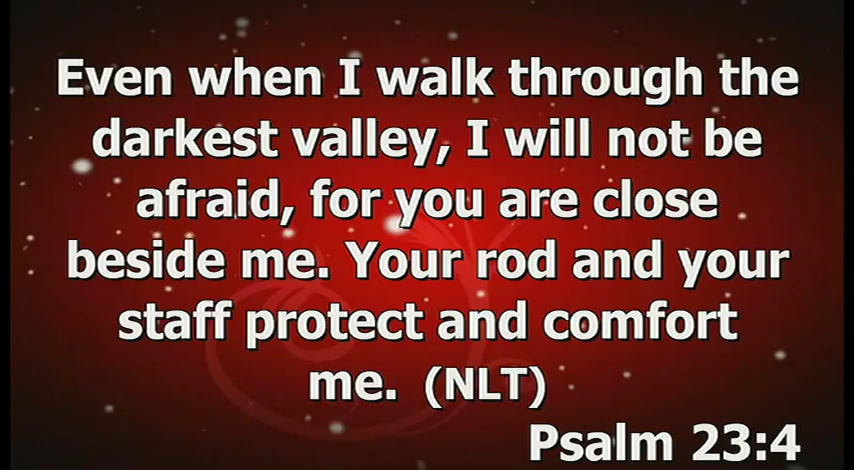 Even when I walk through the
darkest valley, I will not be
afraid, for you are close
beside me. Your rod and your
staff protect and comfort
me. (NLT)
Psalm 23:4